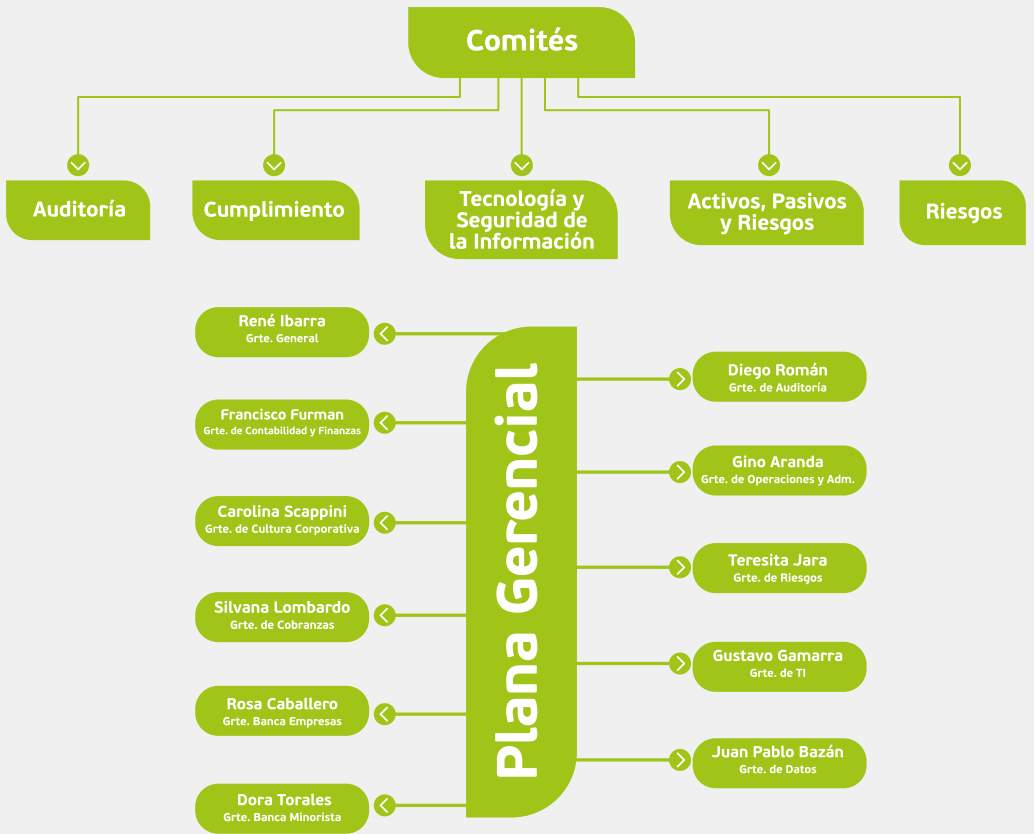 Comités
Auditoría
Cumplimiento
Tecnología y
Seguridad de
la Información
Activos, Pasivos
y Riesgos
Riesgos
Plana Gerencial
René Ibarra
Grte. General
Francisco Furman
Grte. de Contabilidad y Finanzas
Carolina Scappini
Grte. de Cultura Corporativa
Silvana Lombardo
Grte. de Cobranzas
Rosa Caballero
Grte. Banca Empresas
Dora Torales
Grte. Banca Minorista
Diego Román
Grte. de Auditoría
Gino Aranda
Grte. de Operaciones y Adm.
Teresita Jara
Grte. de Riesgos
Gustavo Gamarra
Grte. de TI
Juan Pablo Bazán
Grte. de Datos